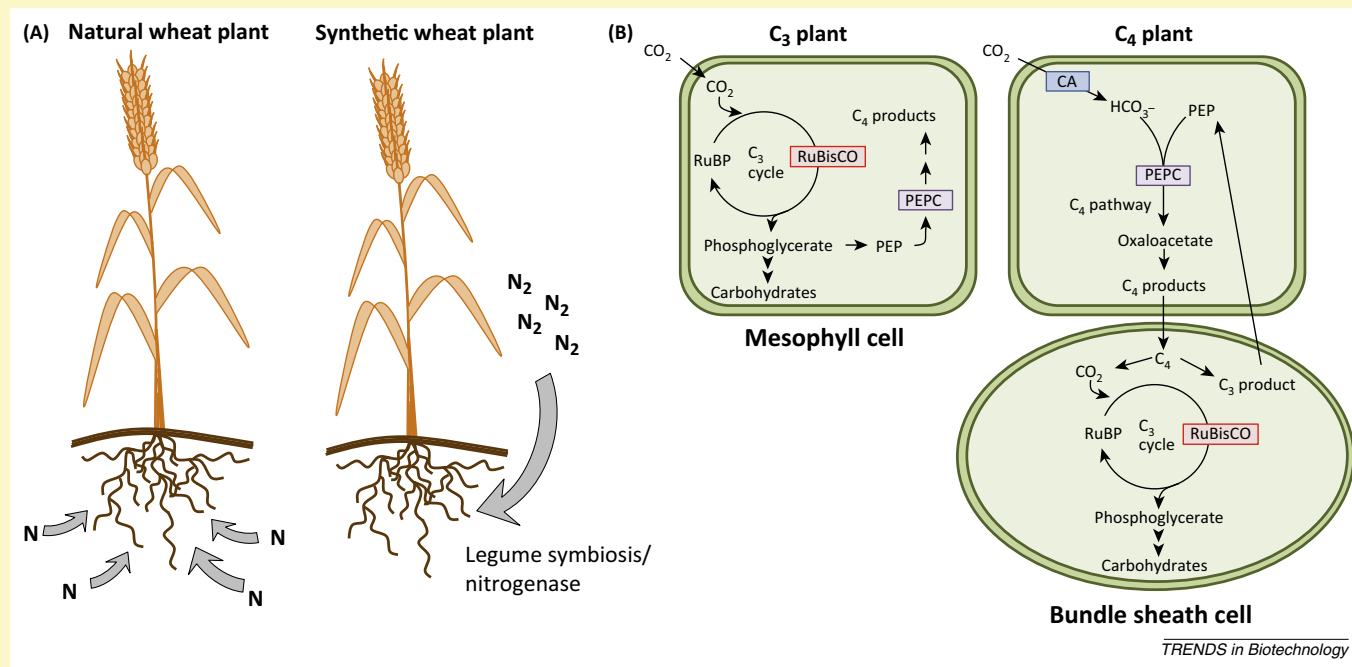 (A) Natural wheat plant
Synthetic wheat plant
N₂
N₂
N₂
N₂
N
N
N
N
Legume symbiosis/
nitrogenase
(B)
C₃ plant
CO₂
CO₂
RuBP
C₃
cycle
RuBisCO
C₄ products
PEPC
Phosphoglycerate
PEP
Carbohydrates
Mesophyll cell
C₄ plant
CO₂
CA
HCO₃⁻
PEP
PEPC
C₄ pathway
Oxaloacetate
C₄ products
C₄
CO₂
C₃ product
RuBP
C₃
cycle
RuBisCO
Phosphoglycerate
Carbohydrates
Bundle sheath cell
TRENDS in Biotechnology